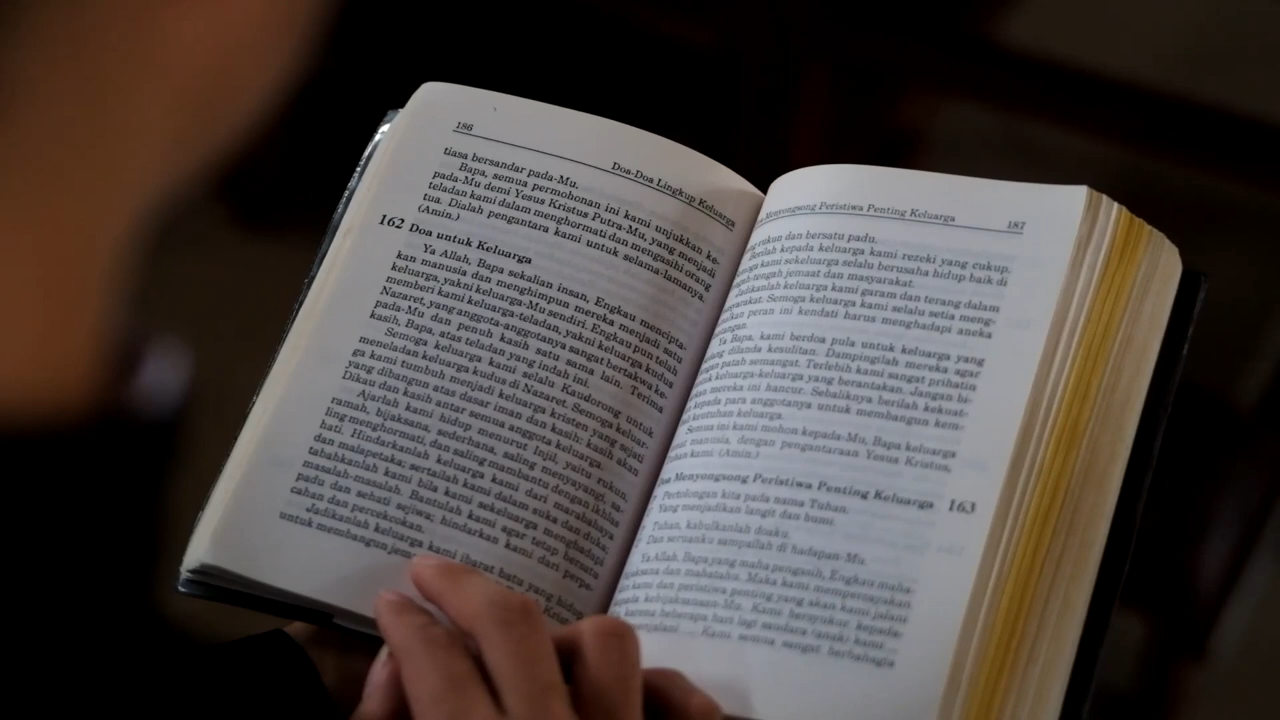 186
Doa-Doa Lingkup Keluarga
tiasa bersandar pada-Mu.
Bapa, semua permohonan ini kami unjukkan ke-
pada-Mu demi Yesus Kristus Putra-Mu, yang menjadi
teladan kami dalam menghormati dan mengasihi orang
tua. Dialah pengantara kami untuk selama-lamanya.
(Amin.)
162 Doa untuk Keluarga
Ya Allah, Bapa sekalian insan, Engkau mencipta-
kan manusia dan menghimpun mereka menjadi satu
keluarga, yakni keluarga-Mu sendiri. Engkau pun telah
memberi kami keluarga-teladan, yakni keluarga kudus
Nazaret, yang anggota-anggotanya sangat bertakwa ke-
pada-Mu dan penuh kasih satu sama lain. Terima
kasih, Bapa, atas teladan yang indah ini.
Semoga keluarga kami selalu Kaudorong untuk
meneladan keluarga kudus di Nazaret. Semoga keluar-
ga kami tumbuh menjadi keluarga kristen yang sejati
yang dibangun atas dasar iman dan kasih: kasih akan
Dikau dan kasih antar semua anggota keluarga.
Ajarlah kami hidup menurut Injil, yaitu rukun,
ramah, bijaksana, sederhana, saling menyayangi, sa-
ling menghormati, dan saling mambantu dengan ikhlas
hati. Hindarkanlah keluarga kami dari marabahaya
dan malapetaka; sertailah kami dalam suka dan duka;
tabahkanlah kami bila kami sekeluarga menghadapi
masalah-masalah. Bantulah kami agar tetap bersatu
padu dan sehati sejiwa; hindarkan kami dari perpe-
cahan dan percekcokan.
Jadikanlah keluarga kami ibarat batu yang hidup
untuk membangun
Menyongsong Peristiwa Penting Keluarga
187
rukun dan bersatu padu.
Berilah kepada keluarga kami rezeki yang cukup.
kami sekeluarga selalu berusaha hidup baik di
jemaat dan masyarakat.
Jadikanlah keluarga kami garam dan terang dalam
Semoga keluarga kami selalu setia meng-
peran ini kendati harus menghadapi aneka
Ya Bapa, kami berdoa pula untuk keluarga yang
dilanda kesulitan. Dampingilah mereka agar
patah semangat. Terlebih kami sangat prihatin
keluarga-keluarga yang berantakan. Jangan bi-
mereka ini hancur. Sebaliknya berilah kekuat-
kepada para anggotanya untuk membangun kem-
keutuhan keluarga.
Semua ini kami mohon kepada-Mu, Bapa keluarga
manusia, dengan pengantaraan Yesus Kristus,
kami. (Amin.)
Menyongsong Peristiwa Penting Keluarga 163
Pertolongan kita pada nama Tuhan.
Yang menjadikan langit dan bumi.
Tuhan, kabulkanlah doaku.
Dan seruanku sampailah di hadapan-Mu.
Ya Allah, Bapa yang maha pengasih, Engkau maha-
dan mahatahu. Maka kami mempercayakan
kami dan peristiwa penting yang akan kami jalani
kebijaksanaan-Mu. Kami bersyukur kepada-
karena beberapa hari lagi saudara (anak) kami ...
Kami semua sangat berbahagia